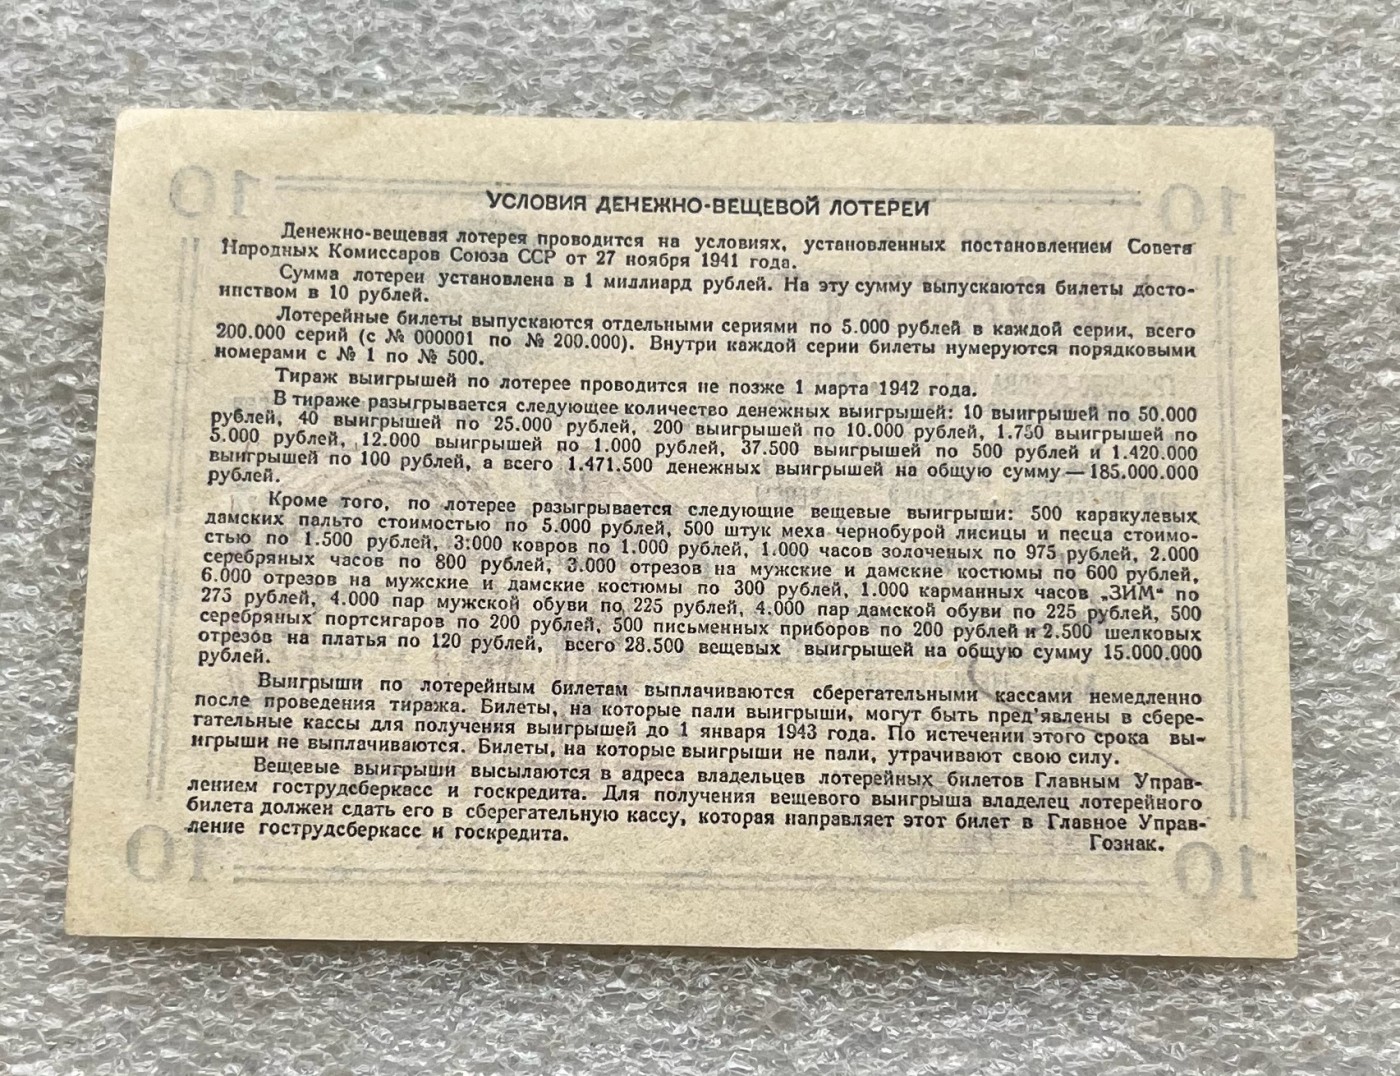 УСЛОВИЯ ДЕНЕЖНО-ВЕЩЕВОЙ ЛОТЕРЕИ
Денежно-вещевая лотерея проводится на условиях, установленных постановлением Совета
Народных Комиссаров Союза ССР от 27 ноября 1941 года.
Сумма лотереи установлена в 1 миллиард рублей. На эту сумму выпускаются билеты досто-
инством в 10 рублей.
Лотерейные билеты выпускаются отдельными сериями по 5.000 рублей в каждой серии, всего
200.000 серий (с № 000001 по № 200.000). Внутри каждой серии билеты нумеруются порядковыми
номерами с № 1 по № 500.
Тираж выигрышей по лотерее проводится не позже 1 марта 1942 года.
В тираже разыгрывается следующее количество денежных выигрышей: 10 выигрышей по 50.000
рублей, 40 выигрышей по 25.000 рублей, 200 выигрышей по 10.000 рублей, 1.750 выигрышей по
5.000 рублей, 12.000 выигрышей по 1.000 рублей, 37.500 выигрышей по 500 рублей и 1.420.000
выигрышей по 100 рублей, а всего 1.471.500 денежных выигрышей на общую сумму—185.000.000
рублей.
Кроме того, по лотерее разыгрывается следующие вещевые выигрыши: 500 каракулевых
дамских пальто стоимостью по 5.000 рублей, 500 штук меха чернобурой лисицы и песца стоимо-
стью по 1.500 рублей, 3.000 ковров по 1.000 рублей, 1.000 часов золоченых по 975 рублей, 2.000
серебряных часов по 800 рублей, 3.000 отрезов на мужские и дамские костюмы по 600 рублей,
6.000 отрезов на мужские и дамские костюмы по 300 рублей, 1.000 карманных часов „ЗИМ“ по
275 рублей, 4.000 пар мужской обуви по 225 рублей, 4.000 пар дамской обуви по 225 рублей, 500
серебряных портсигаров по 200 рублей, 500 письменных приборов по 200 рублей и 2.500 шелковых
отрезов на платья по 120 рублей, всего 28.500 вещевых выигрышей на общую сумму 15.000.000
рублей.
Выигрыши по лотерейным билетам выплачиваются сберегательными кассами немедленно
после проведения тиража. Билеты, на которые пали выигрыши, могут быть пред'явлены в сбере-
гательные кассы для получения выигрышей до 1 января 1943 года. По истечении этого срока вы-
игрыши не выплачиваются. Билеты, на которые выигрыши не пали, утрачивают свою силу.
Вещевые выигрыши высылаются в адреса владельцев лотерейных билетов Главным Управ-
лением гострудсберкасс и госкредита. Для получения вещевого выигрыша владелец лотерейного
билета должен сдать его в сберегательную кассу, которая направляет этот билет в Главное Управ-
ление гострудсберкасс и госкредита.
Гознак.